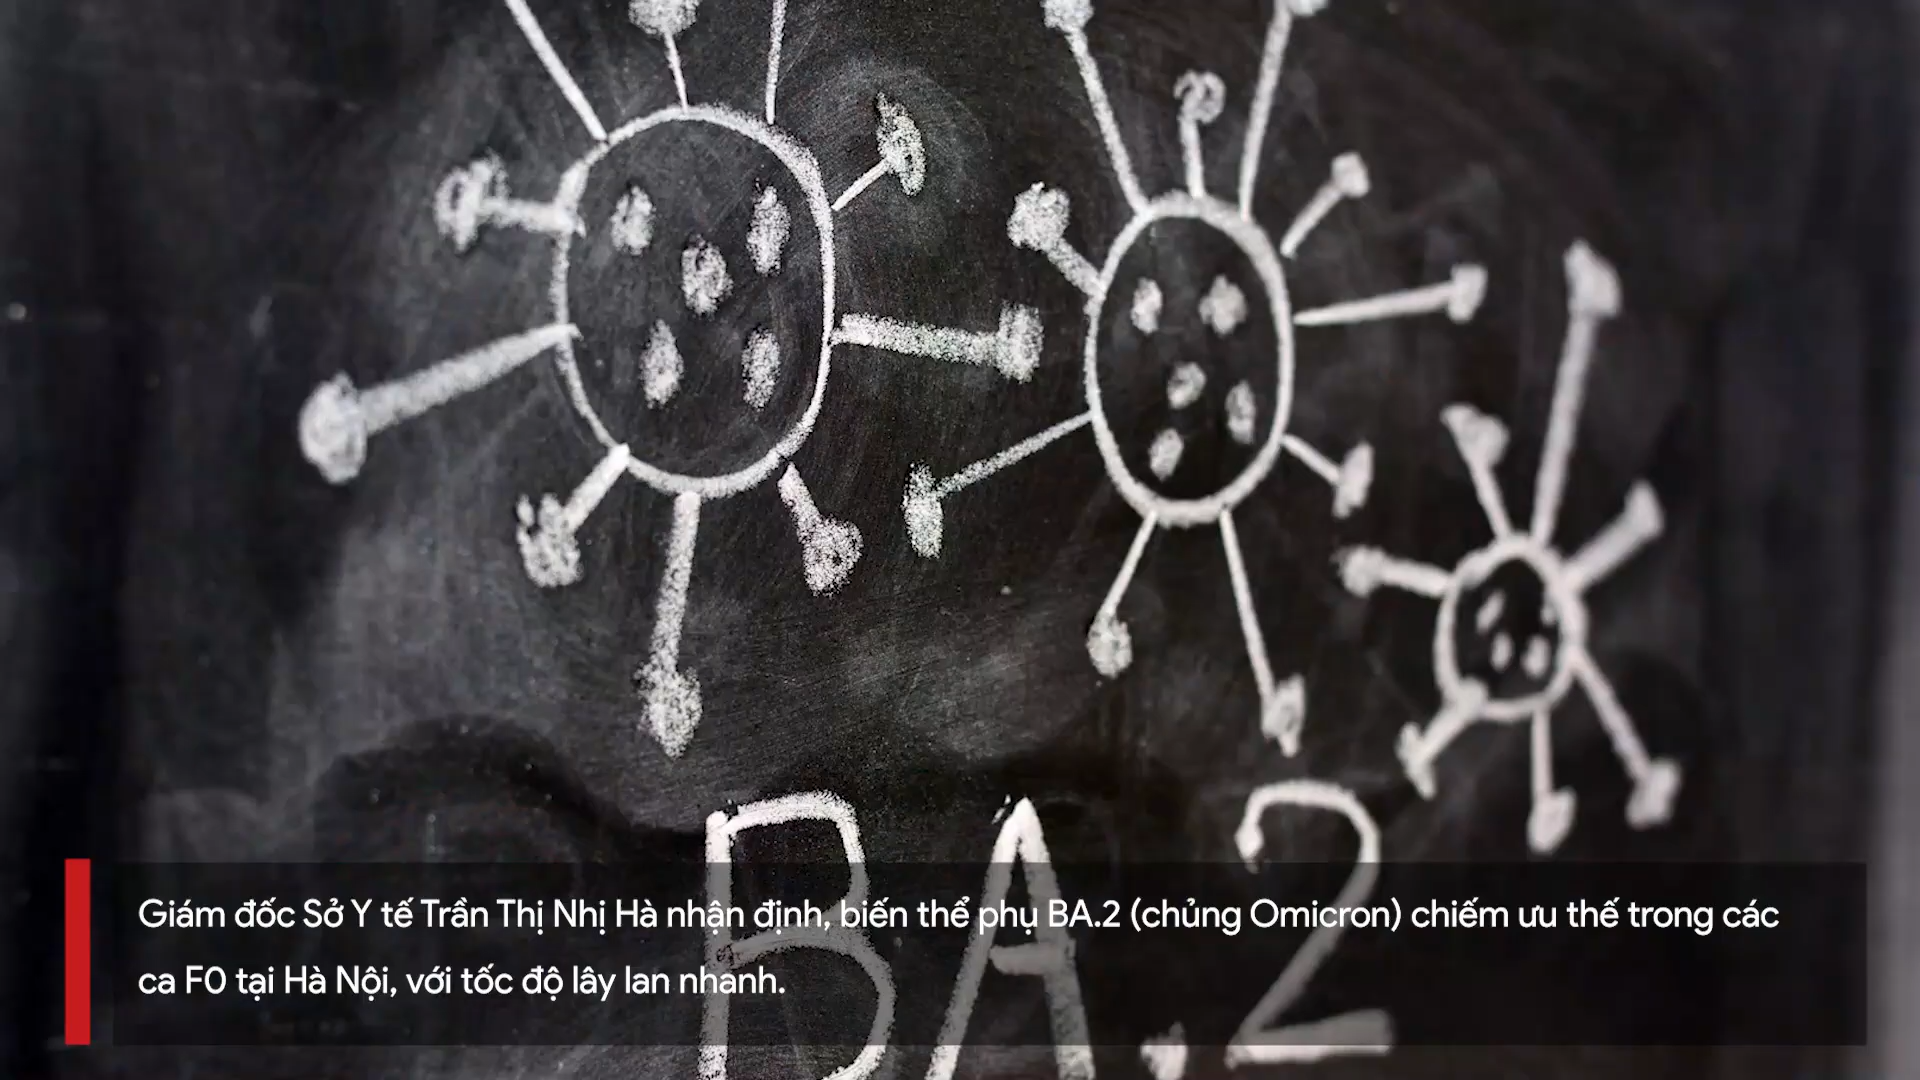 BA.2
Giám đốc Sở Y tế Trần Thị Nhị Hà nhận định, biến thể phụ BA.2 (chủng Omicron) chiếm ưu thế trong các
ca F0 tại Hà Nội, với tốc độ lây lan nhanh.